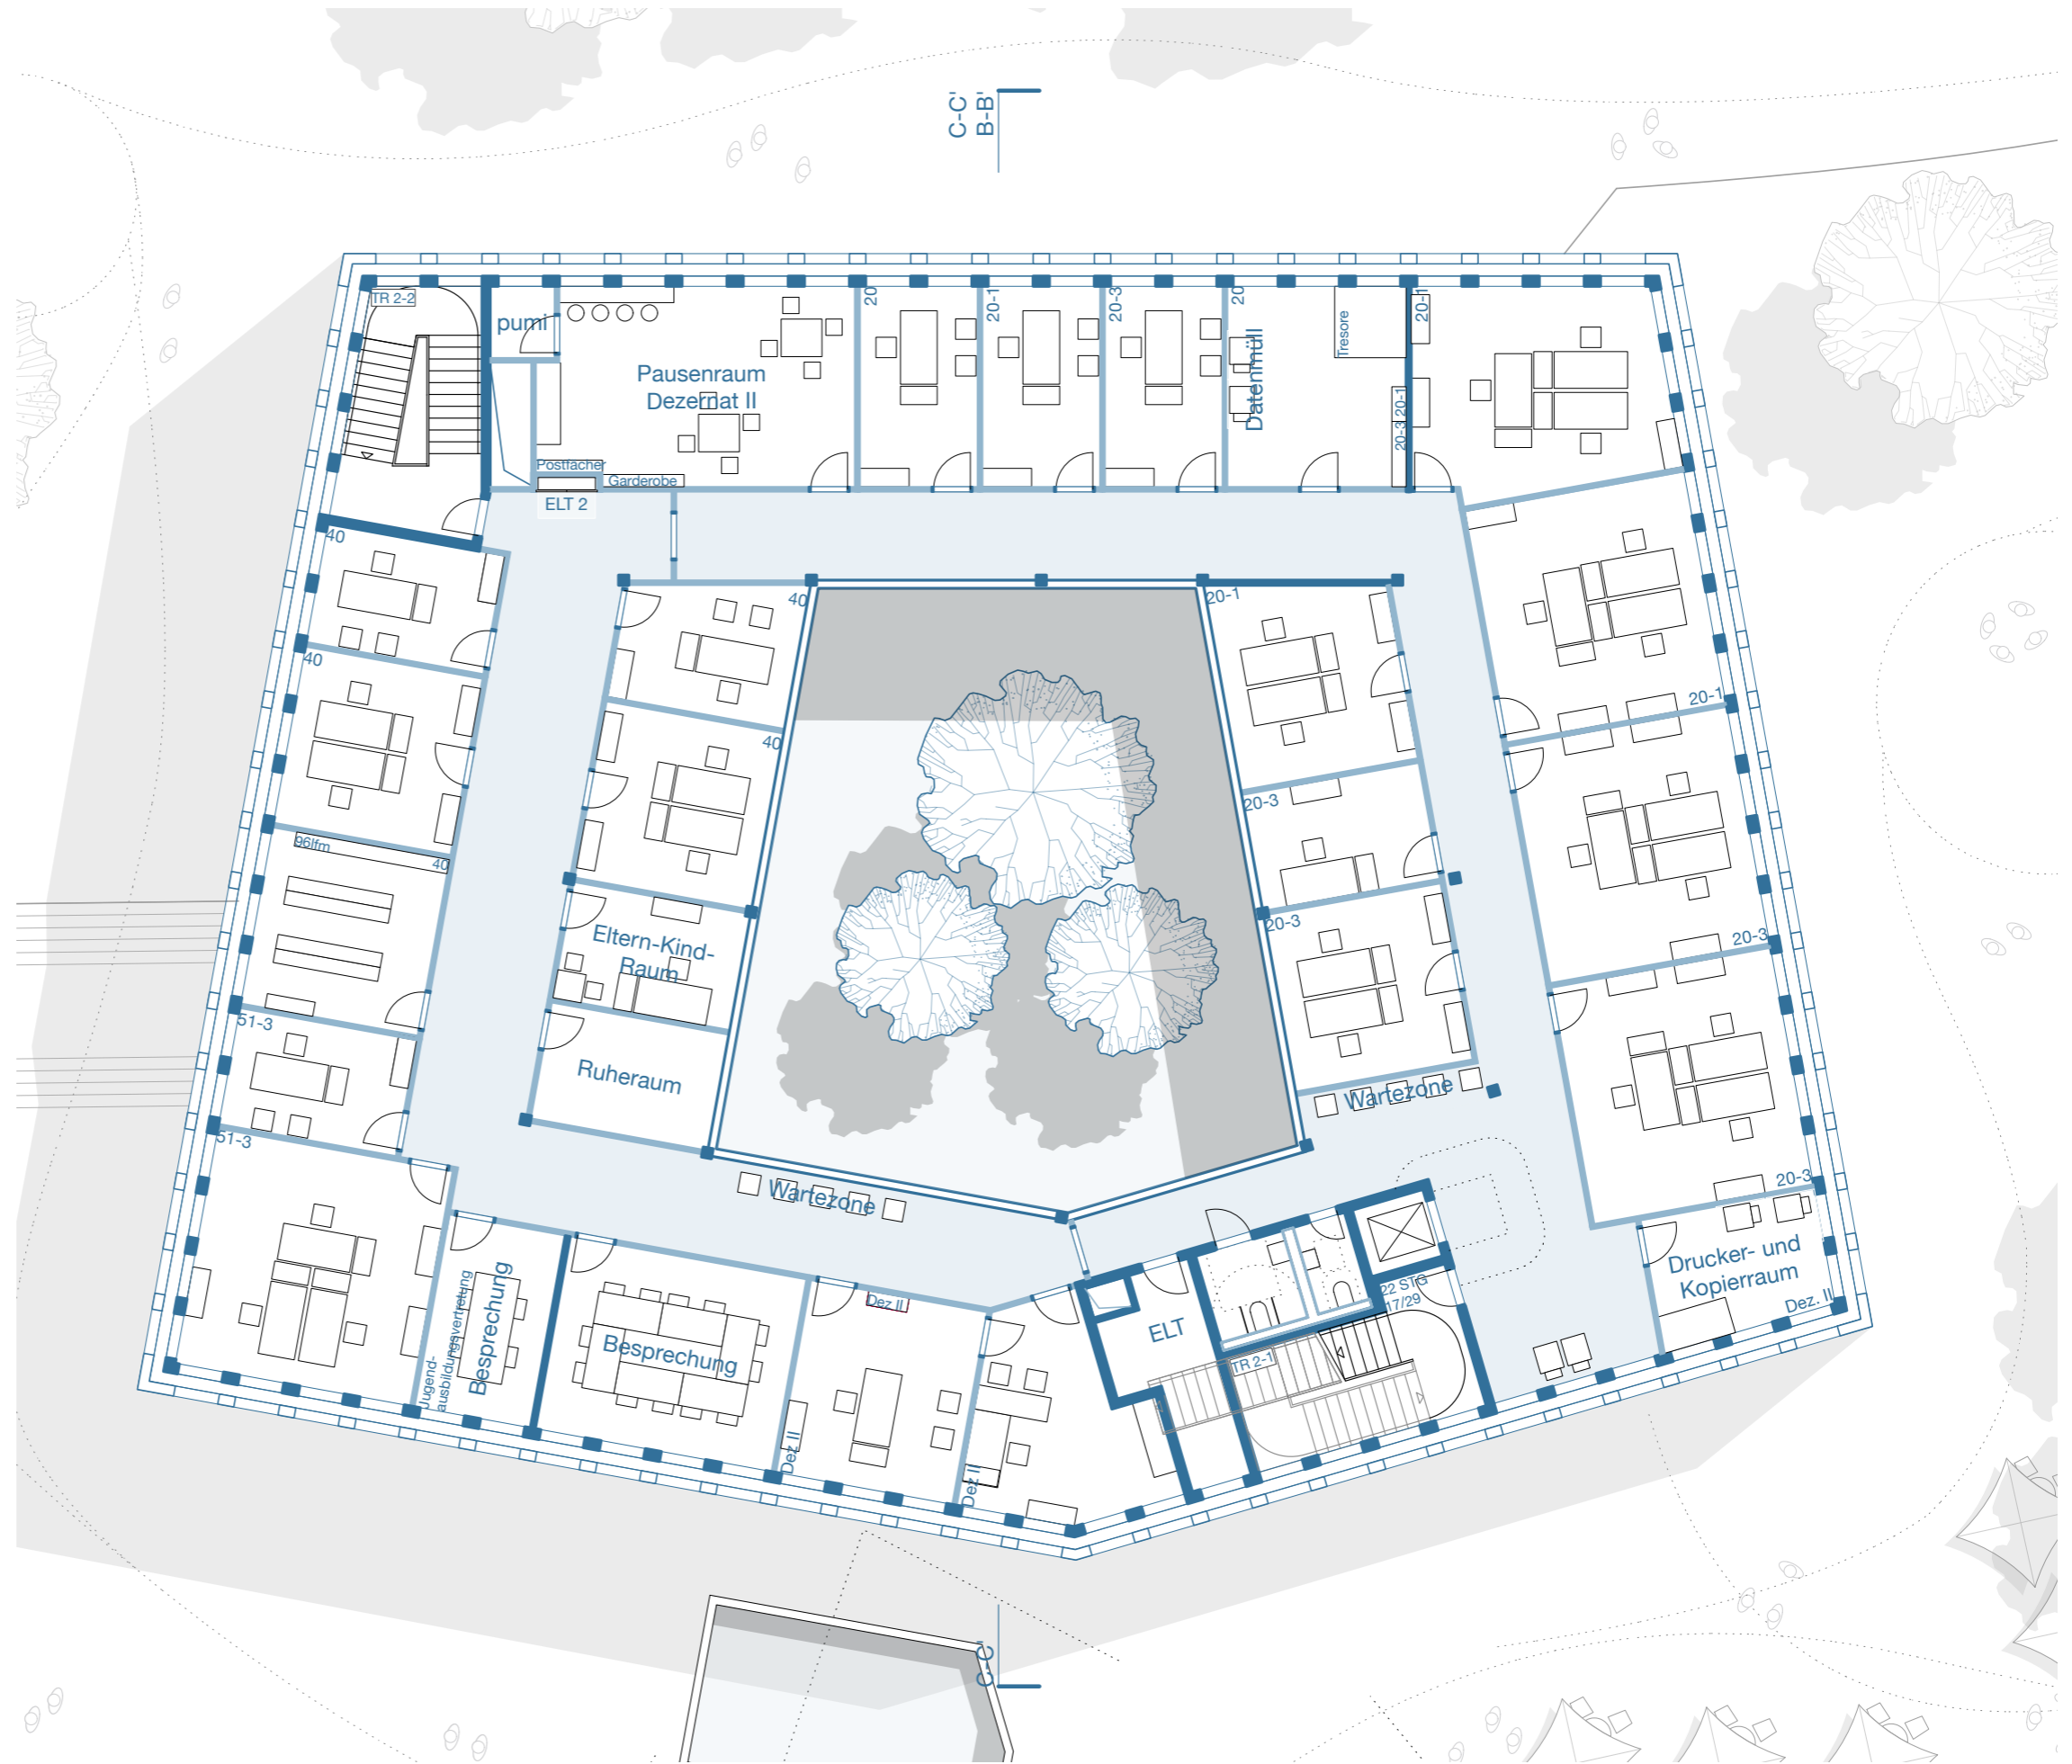 C-C'
B-B'
TR 2-2
pumi
20
20-1
20-3
20
20-1
Tresore
Datenmüll
Pausenraum
Dezernat II
20-3 20-1
Postfächer
Garderobe
ELT 2
40
40
20-1
40
40
20-1
20-3
96lfm
40
Eltern-Kind-
Raum
20-3
20-3
51-3
Ruheraum
Wartezone
51-3
Wartezone
20-3
Drucker- und
Kopierraum
Dez. II
22 STG
17/29
Jugend-
ausbildungsvertretung
Besprechung
Besprechung
Dez II
ELT
TR 2-1
Dez II
Dez II
C-C'